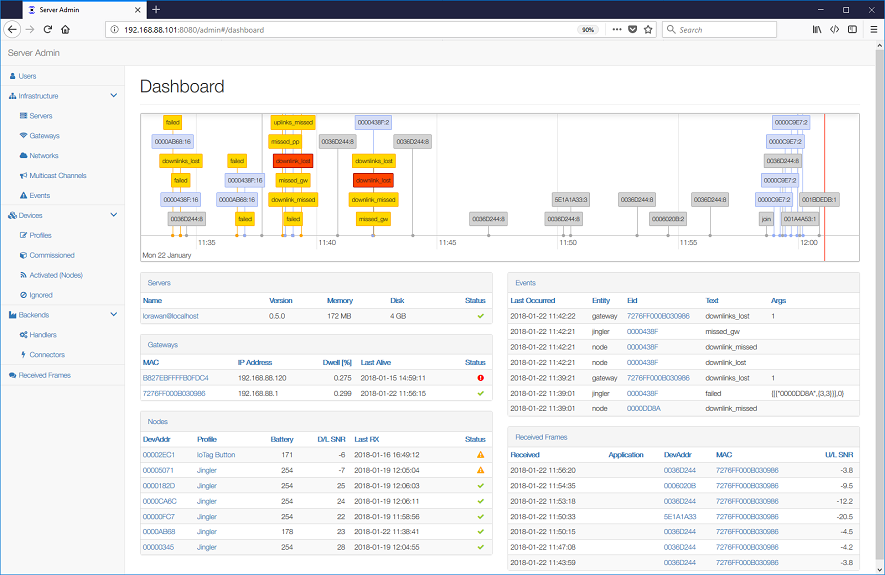 Server Admin
192.168.88.101:8080/admin#/dashboard
90%
Search
Server Admin
Users
Infrastructure
Servers
Gateways
Networks
Multicast Channels
Events
Devices
Profiles
Commissioned
Activated (Nodes)
Ignored
Backends
Handlers
Connectors
Received Frames
Dashboard
failed uplinks_missed 0000438F:2 0000C9E7:2
0000AB68:16 missed_pp 0036D244:8 0036D244:8 0000C9E7:2
downlinks_lost failed downlink_lost downlinks_lost 0036D244:8
failed 0000438F:16 missed_gw downlink_lost 0000C9E7:2
0000438F:16 0000AB68:16 downlink_missed downlink_missed 5E1A1A33:3 0036D244:8 0036D244:8 0000C9E7:2 001BDEDB:1
0036D244:8 failed failed missed_gw 0036D244:8 0036D244:8 0006020B:2 join 001A4A53:1
11:35 11:40 11:45 11:50 11:55 12:00
Mon 22 January
Servers
Name Version Memory Disk Status
lorawan@localhost 0.5.0 172 MB 4 GB
Gateways
MAC IP Address Dwell [%] Last Alive Status
B827EBFFFFB0FDC4 192.168.88.120 0.275 2018-01-15 14:59:11
7276FF000B030986 192.168.88.1 0.299 2018-01-22 11:56:15
Nodes
DevAddr Profile Battery D/L SNR Last RX Status
00002EC1 IoTag Button 171 -6 2018-01-16 16:49:12
00005071 Jingler 254 -7 2018-01-19 12:05:04
0000182D Jingler 254 25 2018-01-19 12:06:03
0000CA6C Jingler 254 24 2018-01-19 12:06:11
00000FC7 Jingler 254 22 2018-01-19 11:58:56
0000AB68 Jingler 178 23 2018-01-22 11:38:41
00000345 Jingler 254 28 2018-01-19 12:04:55
Events
Last Occurred Entity Eid Text Args
2018-01-22 11:42:22 gateway 7276FF000B030986 downlinks_lost 1
2018-01-22 11:42:21 jingler 0000438F missed_gw
2018-01-22 11:42:21 node 0000438F downlink_missed
2018-01-22 11:42:21 node 0000438F downlink_lost
2018-01-22 11:39:21 gateway 7276FF000B030986 downlinks_lost 1
2018-01-22 11:39:01 jingler 0000438F failed {[{"0000DD8A",{3,3}}],0}
2018-01-22 11:39:01 node 0000DD8A downlink_missed
Received Frames
Received Application DevAddr MAC U/L SNR
2018-01-22 11:56:20 0036D244 7276FF000B030986 -3.8
2018-01-22 11:54:35 0006020B 7276FF000B030986 -9.5
2018-01-22 11:53:18 0036D244 7276FF000B030986 -12.2
2018-01-22 11:50:33 5E1A1A33 7276FF000B030986 -20.5
2018-01-22 11:50:15 0036D244 7276FF000B030986 -4.5
2018-01-22 11:47:08 0036D244 7276FF000B030986 -4.2
2018-01-22 11:43:59 0036D244 7276FF000B030986 -3.8